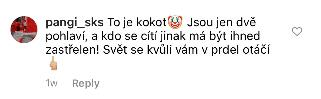 pangi_sks To je kokot🤡 Jsou jen dvě
pohlaví, a kdo se cítí jinak má být ihned
zastřelen! Svět se kvůli vám v prdel otáčí
🖕🏼
1w Reply